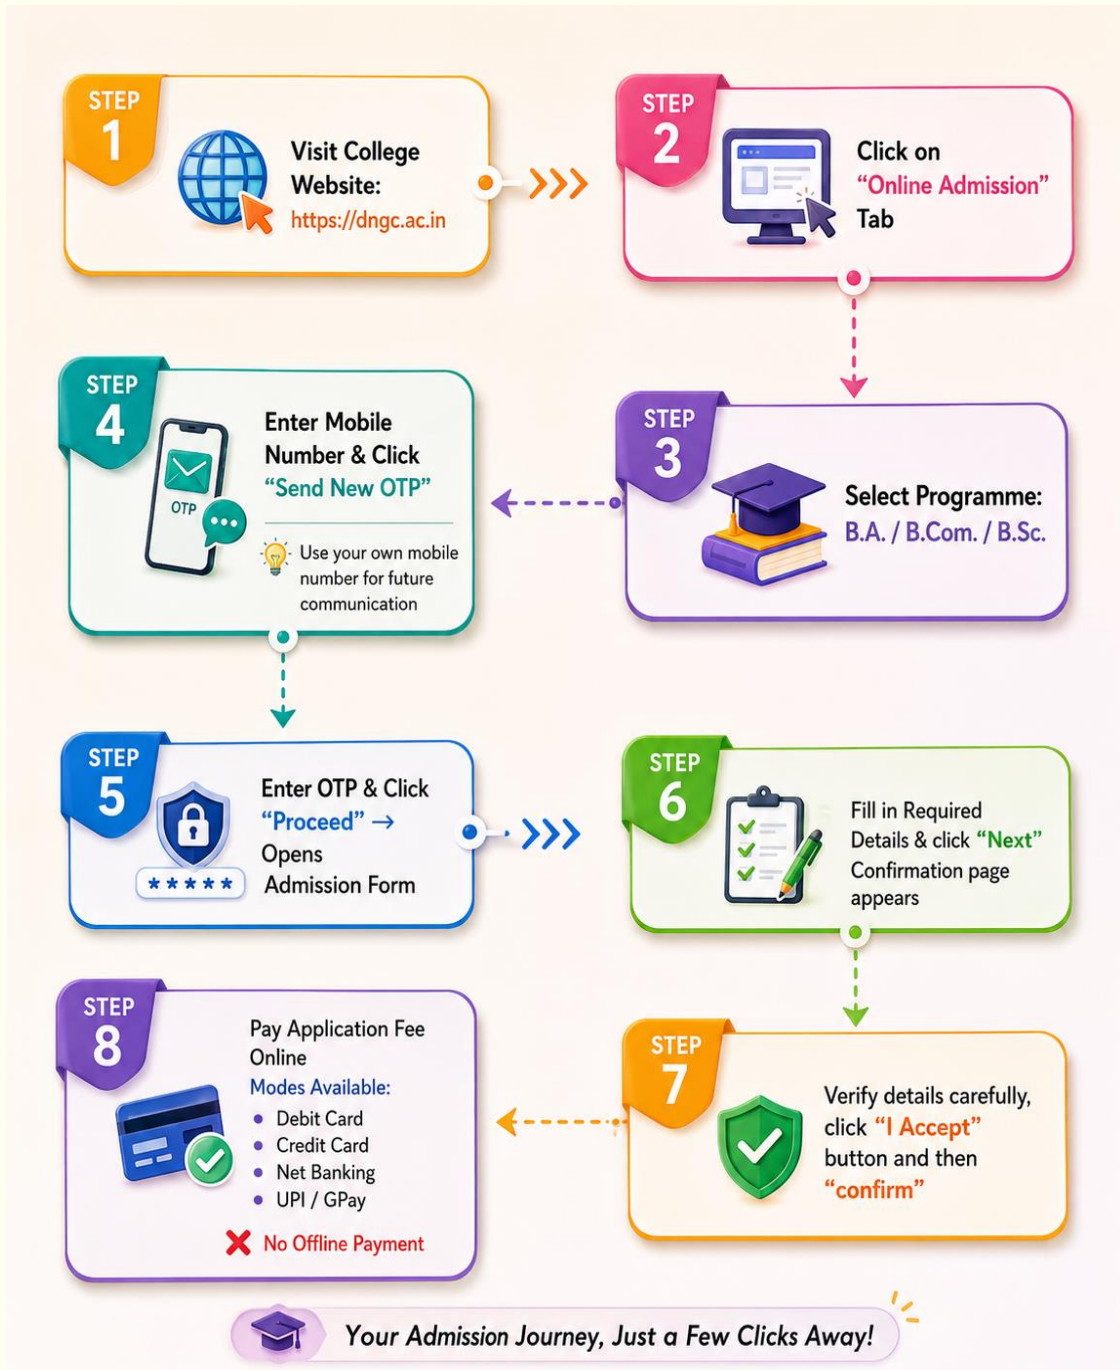 STEP
1
Visit College
Website:
https://dngc.ac.in
STEP
2
Click on
“Online Admission”
Tab
STEP
3
Select Programme:
B.A. / B.Com. / B.Sc.
STEP
4
OTP
Enter Mobile
Number & Click
“Send New OTP”
Use your own mobile
number for future
communication
STEP
5
*****
Enter OTP & Click
“Proceed” →
Opens
Admission Form
STEP
6
Fill in Required
Details & click “Next”
Confirmation page
appears
STEP
7
Verify details carefully,
click “I Accept”
button and then
“confirm”
STEP
8
Pay Application Fee
Online
Modes Available:
• Debit Card
• Credit Card
• Net Banking
• UPI / GPay
No Offline Payment
Your Admission Journey, Just a Few Clicks Away!